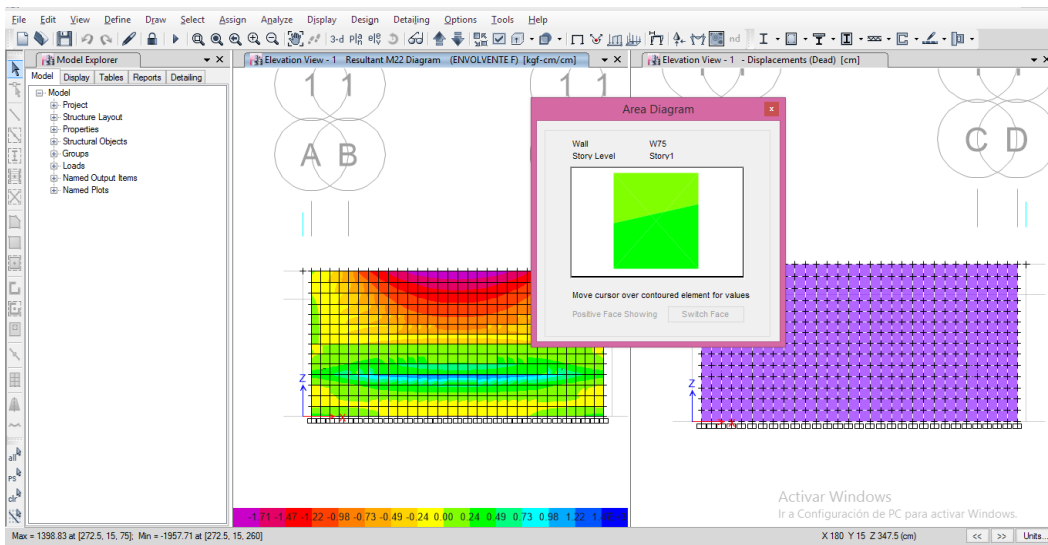 File Edit View Define Draw Select Assign Analyze Display Design Detailing Options Tools Help
3-d nd
Model Explorer
Model Display Tables Reports Detailing
Model
Project
Structure Layout
Properties
Structural Objects
Groups
Loads
Named Output Items
Named Plots
all
ps
clr
Elevation View - 1 Resultant M22 Diagram (ENVOLVENTE F) [kgf-cm/cm]
1 1 1 1
A B
Z
X
-1.71 -1.47 -1.22 -0.98 -0.73 -0.49 -0.24 0.00 0.24 0.49 0.73 0.98 1.22
Area Diagram
Wall W75
Story Level Story1
Move cursor over contoured element for values
Positive Face Showing Switch Face
Elevation View - 1 - Displacements (Dead) [cm]
C D
Z
Activar Windows
Ir a Configuración de PC para activar Windows.
Max = 1398.83 at [272.5, 15, 75]; Min = -1957.71 at [272.5, 15, 260] X 180 Y 15 Z 347.5 (cm) << >> Units...